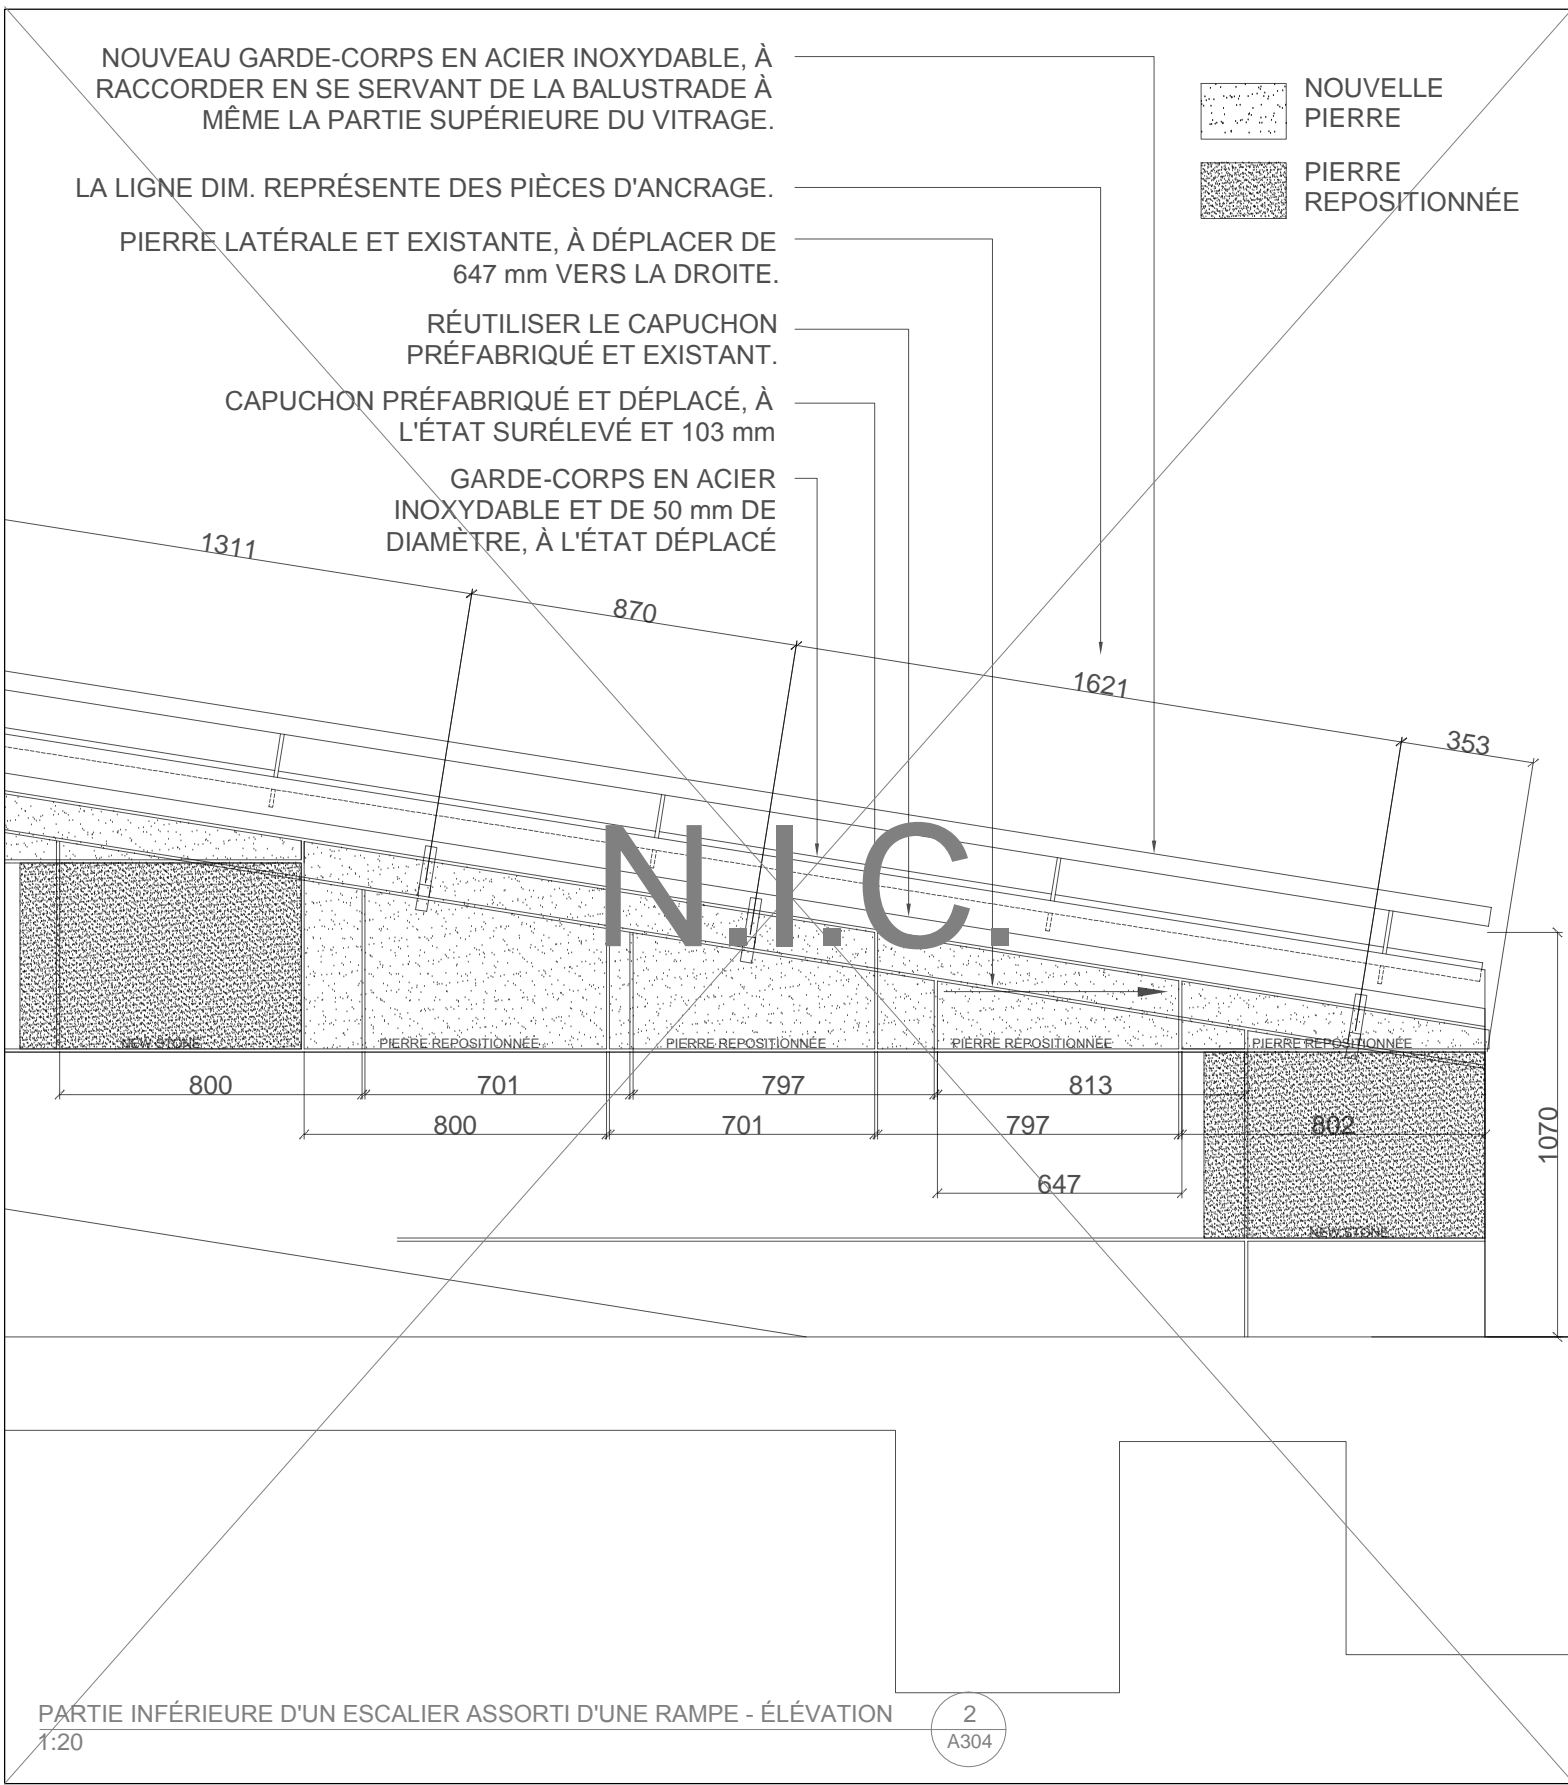 NOUVEAU GARDE-CORPS EN ACIER INOXYDABLE, À
RACCORDER EN SE SERVANT DE LA BALUSTRADE À
MÊME LA PARTIE SUPÉRIEURE DU VITRAGE.
LA LIGNE DIM. REPRÉSENTE DES PIÈCES D'ANCRAGE.
PIERRE LATÉRALE ET EXISTANTE, À DÉPLACER DE
647 mm VERS LA DROITE.
RÉUTILISER LE CAPUCHON
PRÉFABRIQUÉ ET EXISTANT.
CAPUCHON PRÉFABRIQUÉ ET DÉPLACÉ, À
L'ÉTAT SURÉLEVÉ ET 103 mm
GARDE-CORPS EN ACIER
INOXYDABLE ET DE 50 mm DE
DIAMÈTRE, À L'ÉTAT DÉPLACÉ
NOUVELLE
PIERRE
PIERRE
REPOSITIONNÉE
1311
870
1621
353
N.I.C.
NEW STONE
PIERRE REPOSITIONNÉE
PIERRE REPOSITIONNÉE
PIERRE REPOSITIONNÉE
PIERRE REPOSITIONNÉE
800
701
797
813
800
701
797
802
1070
647
NEW STONE
PARTIE INFÉRIEURE D'UN ESCALIER ASSORTI D'UNE RAMPE - ÉLÉVATION
1:20
2
A304